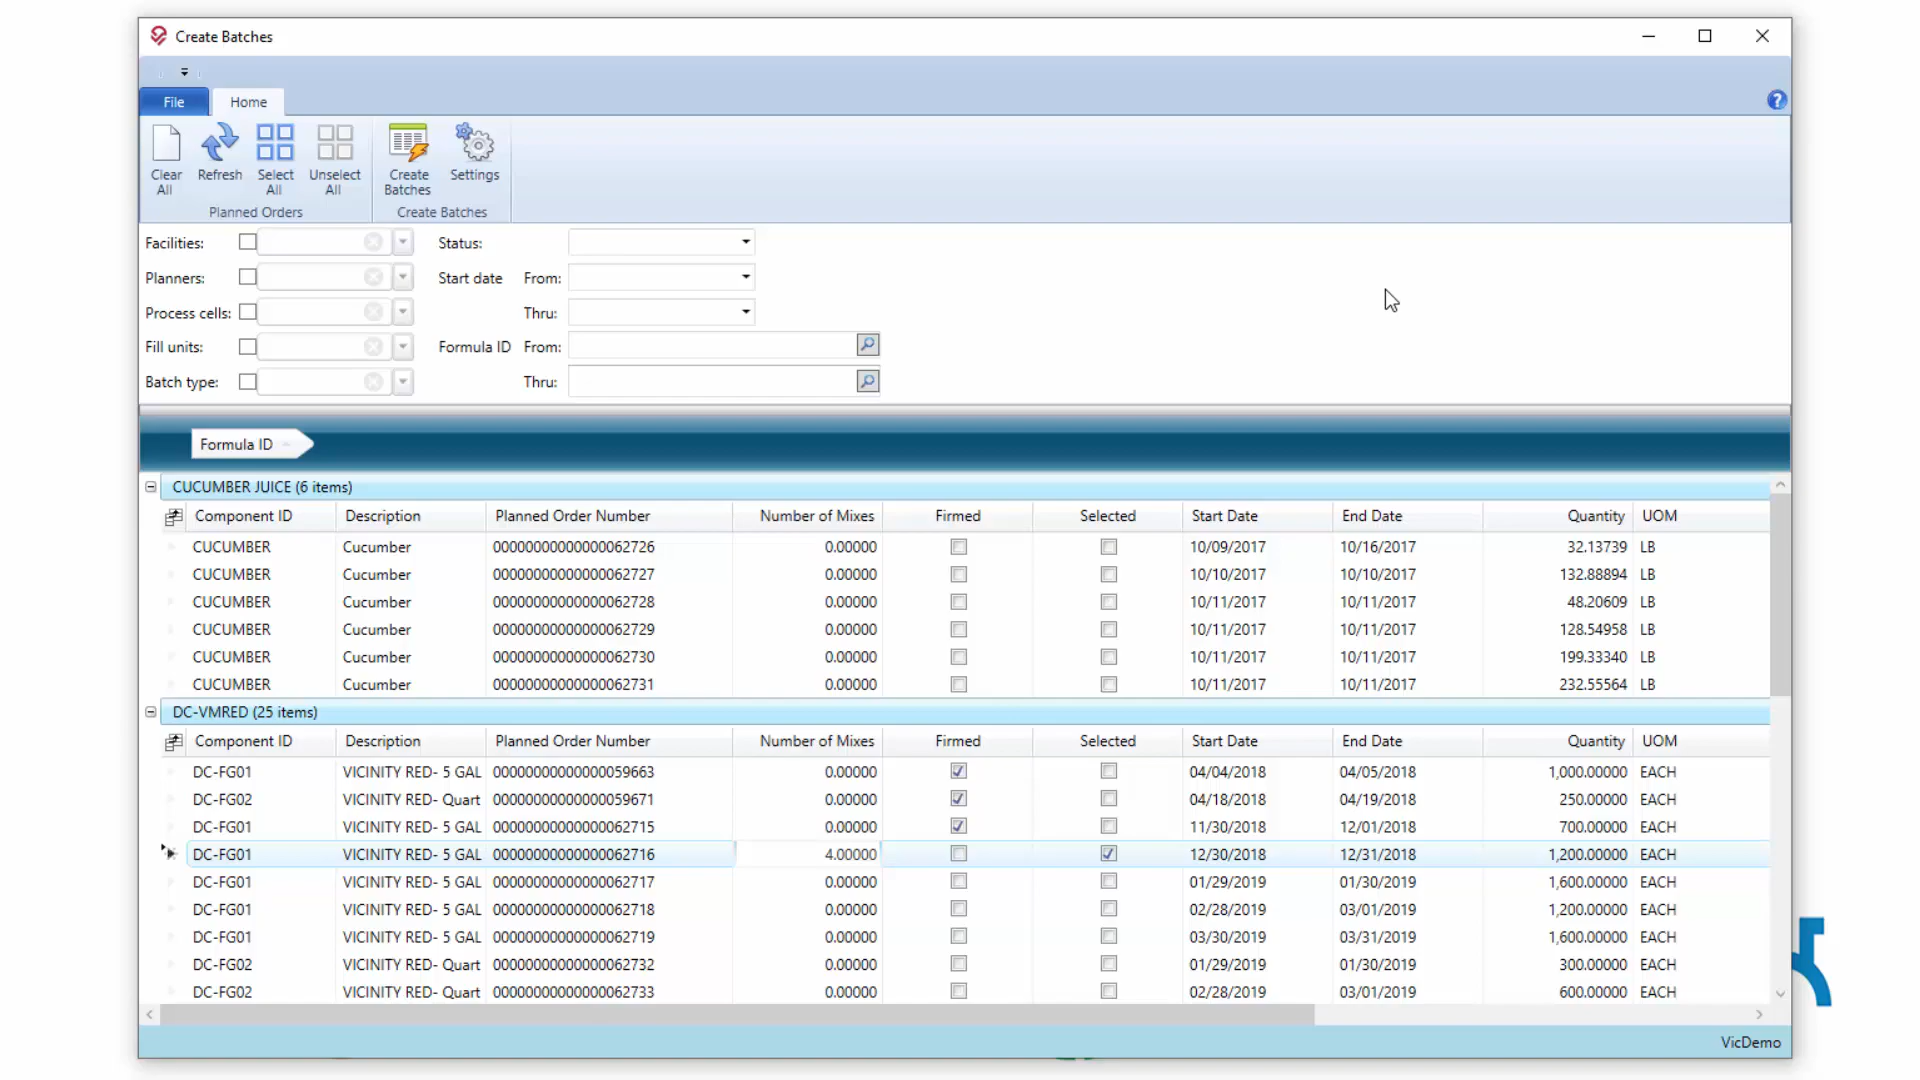 Create Batches
File Home
Clear All Refresh Select All Unselect All Create Batches Settings
Planned Orders Create Batches
Facilities: Status:
Planners: Start date From:
Process cells: Thru:
Fill units: Formula ID From:
Batch type: Thru:
Formula ID
CUCUMBER JUICE (6 items)
Component ID Description Planned Order Number Number of Mixes Firmed Selected Start Date End Date Quantity UOM
CUCUMBER Cucumber 00000000000000062726 0.00000 10/09/2017 10/16/2017 32.13739 LB
CUCUMBER Cucumber 00000000000000062727 0.00000 10/10/2017 10/10/2017 132.88894 LB
CUCUMBER Cucumber 00000000000000062728 0.00000 10/11/2017 10/11/2017 48.20609 LB
CUCUMBER Cucumber 00000000000000062729 0.00000 10/11/2017 10/11/2017 128.54958 LB
CUCUMBER Cucumber 00000000000000062730 0.00000 10/11/2017 10/11/2017 199.33340 LB
CUCUMBER Cucumber 00000000000000062731 0.00000 10/11/2017 10/11/2017 232.55564 LB
DC-VMRED (25 items)
Component ID Description Planned Order Number Number of Mixes Firmed Selected Start Date End Date Quantity UOM
DC-FG01 VICINITY RED- 5 GAL 00000000000000059663 0.00000 04/04/2018 04/05/2018 1,000.00000 EACH
DC-FG02 VICINITY RED- Quart 00000000000000059671 0.00000 04/18/2018 04/19/2018 250.00000 EACH
DC-FG01 VICINITY RED- 5 GAL 00000000000000062715 0.00000 11/30/2018 12/01/2018 700.00000 EACH
DC-FG01 VICINITY RED- 5 GAL 00000000000000062716 4.00000 12/30/2018 12/31/2018 1,200.00000 EACH
DC-FG01 VICINITY RED- 5 GAL 00000000000000062717 0.00000 01/29/2019 01/30/2019 1,600.00000 EACH
DC-FG01 VICINITY RED- 5 GAL 00000000000000062718 0.00000 02/28/2019 03/01/2019 1,200.00000 EACH
DC-FG01 VICINITY RED- 5 GAL 00000000000000062719 0.00000 03/30/2019 03/31/2019 1,600.00000 EACH
DC-FG02 VICINITY RED- Quart 00000000000000062732 0.00000 01/29/2019 01/30/2019 300.00000 EACH
DC-FG02 VICINITY RED- Quart 00000000000000062733 0.00000 02/28/2019 03/01/2019 600.00000 EACH
VicDemo